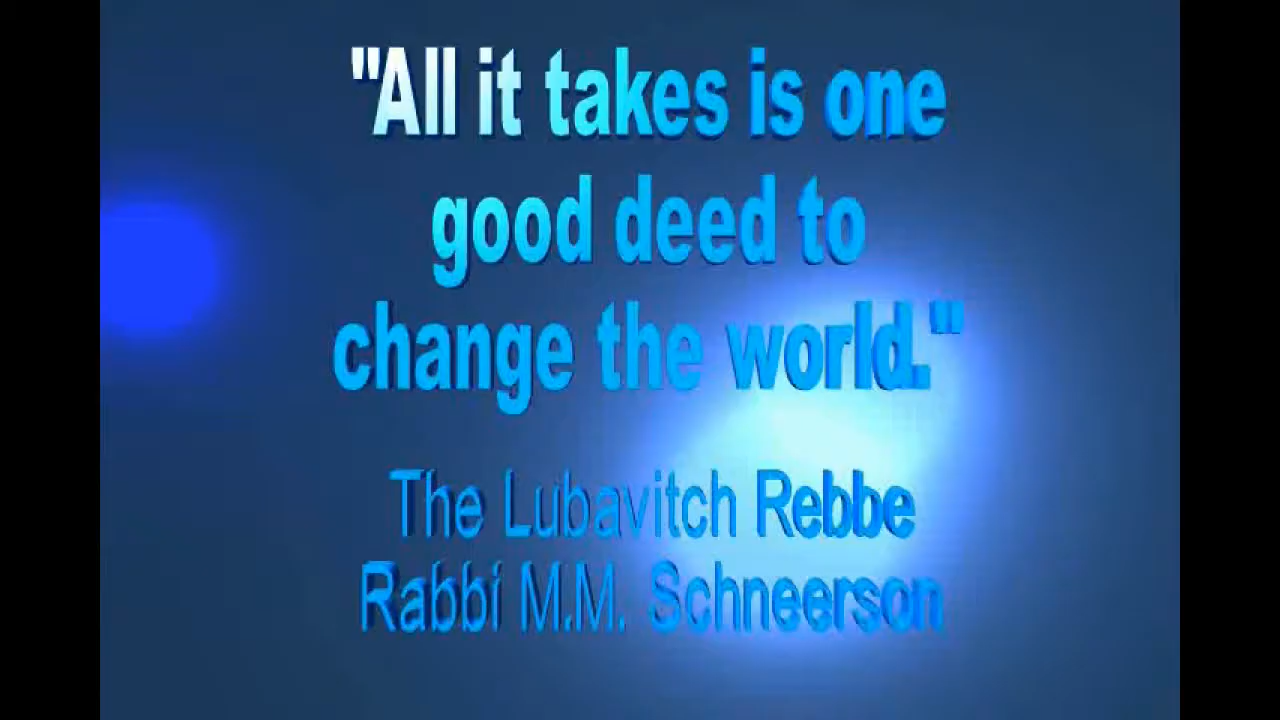 "All it takes is one
good deed to
change the world."
The Lubavitch Rebbe
Rabbi M.M. Schneerson